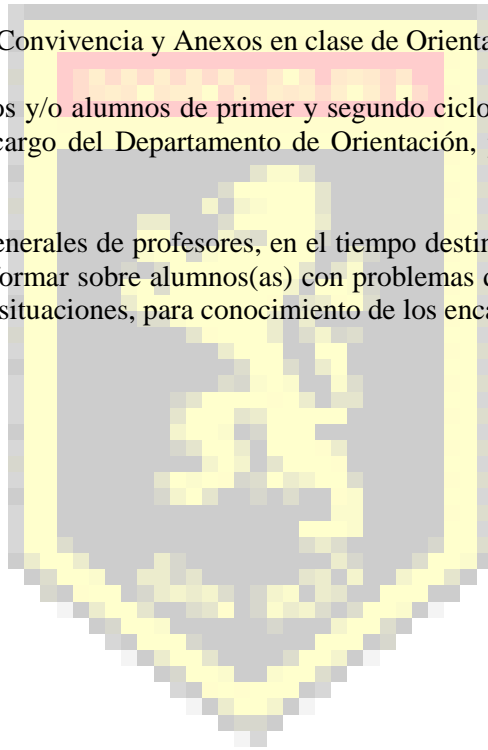 Convivencia y Anexos en clase de Orienta
os y/o alumnos de primer y segundo ciclo
cargo del Departamento de Orientación,
enerales de profesores, en el tiempo destin
formar sobre alumnos(as) con problemas
situaciones, para conocimiento de los enca